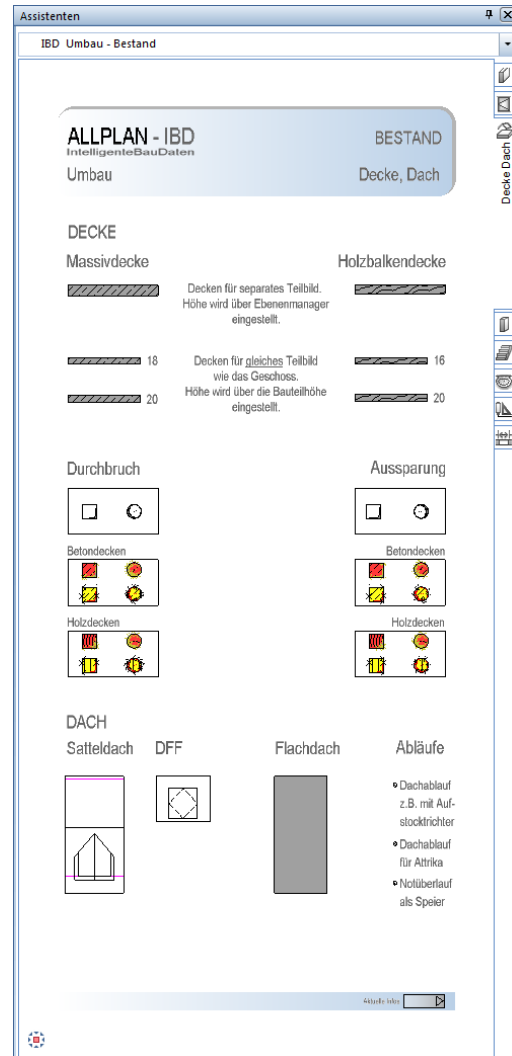 Assistenten
IBD Umbau - Bestand
ALLPLAN - IBD
IntelligenteBauDaten
Umbau
BESTAND
Decke, Dach
Decke Dach
DECKE
Massivdecke
Holzbalkendecke
Decken für separates Teilbild.
Höhe wird über Ebenenmanager
eingestellt.
18
Decken für gleiches Teilbild
wie das Geschoss.
Höhe wird über die Bauteilhöhe
eingestellt.
16
20
20
Durchbruch
Aussparung
Betondecken
Betondecken
Holzdecken
Holzdecken
DACH
Satteldach
DFF
Flachdach
Abläufe
Dachablauf
z.B. mit Auf-
stocktrichter
Dachablauf
für Attrika
Notüberlauf
als Speier
Aktuelle Infos